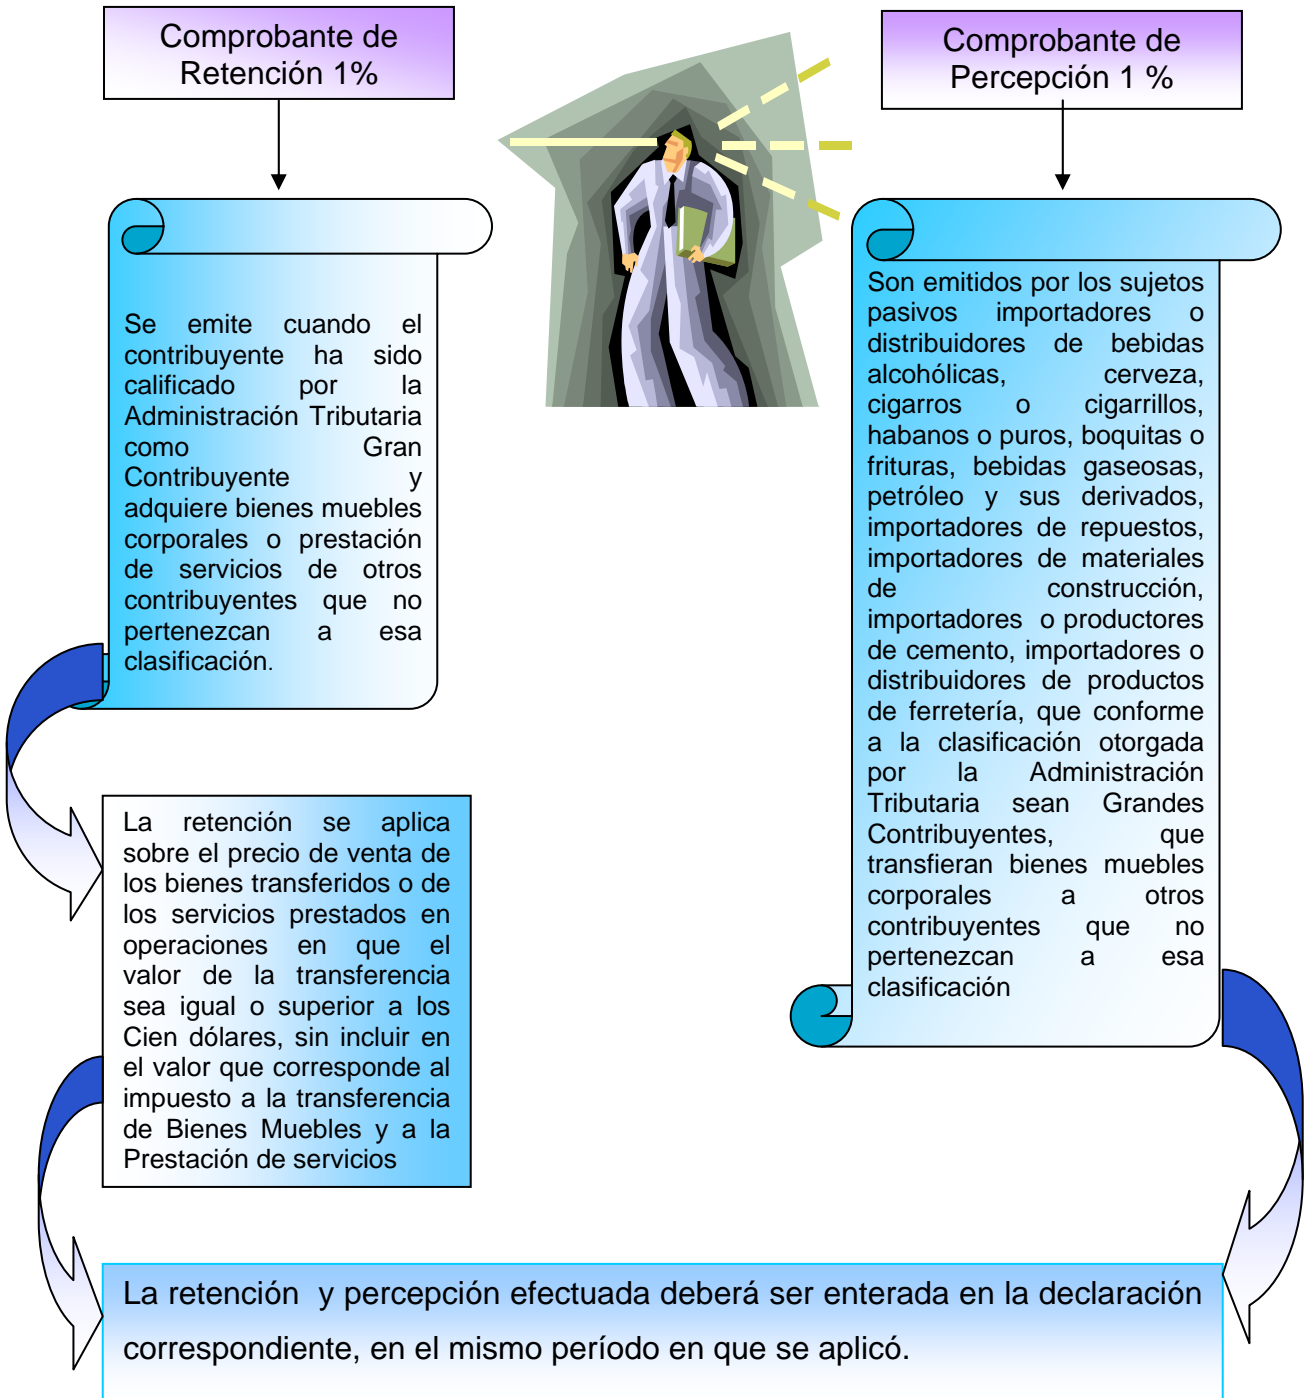 Comprobante de
Retención 1%
Se emite cuando el
contribuyente ha sido
calificado por la
Administración Tributaria
como Gran
Contribuyente y
adquiere bienes muebles
corporales o prestación
de servicios de otros
contribuyentes que no
pertenezcan a esa
clasificación.
La retención se aplica
sobre el precio de venta de
los bienes transferidos o de
los servicios prestados en
operaciones en que el
valor de la transferencia
sea igual o superior a los
Cien dólares, sin incluir en
el valor que corresponde al
impuesto a la transferencia
de Bienes Muebles y a la
Prestación de servicios
Comprobante de
Percepción 1 %
Son emitidos por los sujetos
pasivos importadores o
distribuidores de bebidas
alcohólicas, cerveza,
cigarros o cigarrillos,
habanos o puros, boquitas o
frituras, bebidas gaseosas,
petróleo y sus derivados,
importadores de repuestos,
importadores de materiales
de construcción,
importadores o productores
de cemento, importadores o
distribuidores de productos
de ferretería, que conforme
a la clasificación otorgada
por la Administración
Tributaria sean Grandes
Contribuyentes, que
transfieran bienes muebles
corporales a otros
contribuyentes que no
pertenezcan a esa
clasificación
La retención y percepción efectuada deberá ser enterada en la declaración
correspondiente, en el mismo período en que se aplicó.